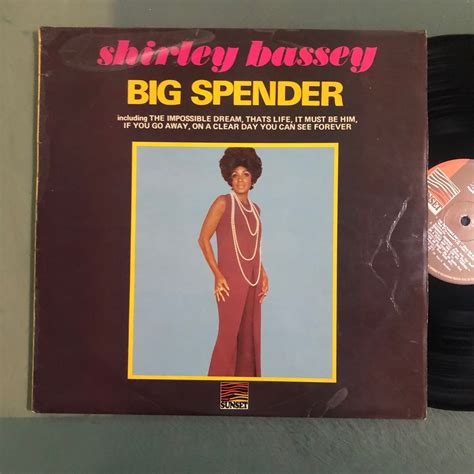 shirley bassey
BIG SPENDER
including THE IMPOSSIBLE DREAM, THATS LIFE, IT MUST BE HIM,
IF YOU GO AWAY, ON A CLEAR DAY YOU CAN SEE FOREVER
SUNSET
SUNSET